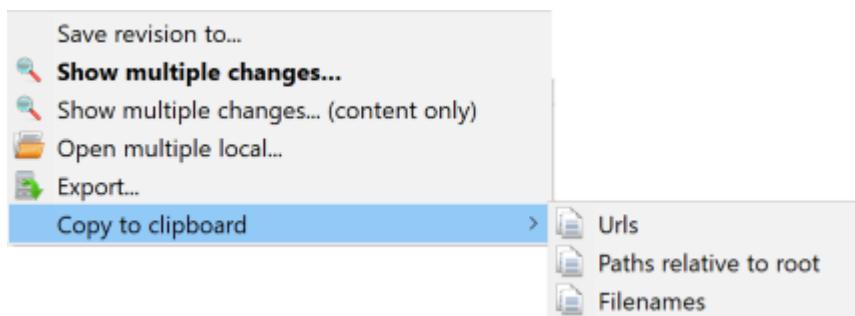 Save revision to...
Show multiple changes...
Show multiple changes... (content only)
Open multiple local...
Export...
Copy to clipboard
Urls
Paths relative to root
Filenames